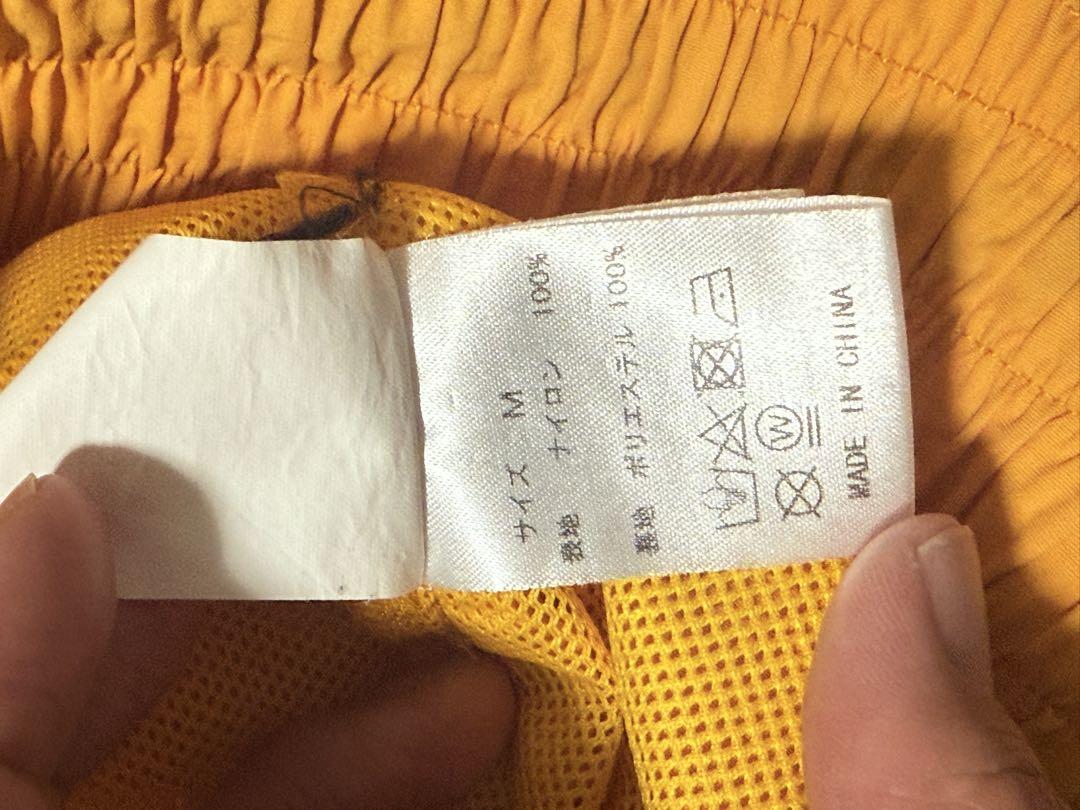 サイズ M
表地 ナイロン 100%
裏地 ポリエステル 100%
W
MADE IN CHINA